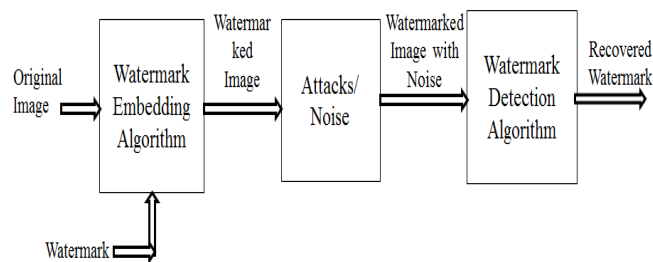 Original
Image
Watermark
Embedding
Algorithm
Watermar
ked
Image
Attacks/
Noise
Watermarked
Image with
Noise
Watermark
Detection
Algorithm
Recovered
Watermark
Watermark